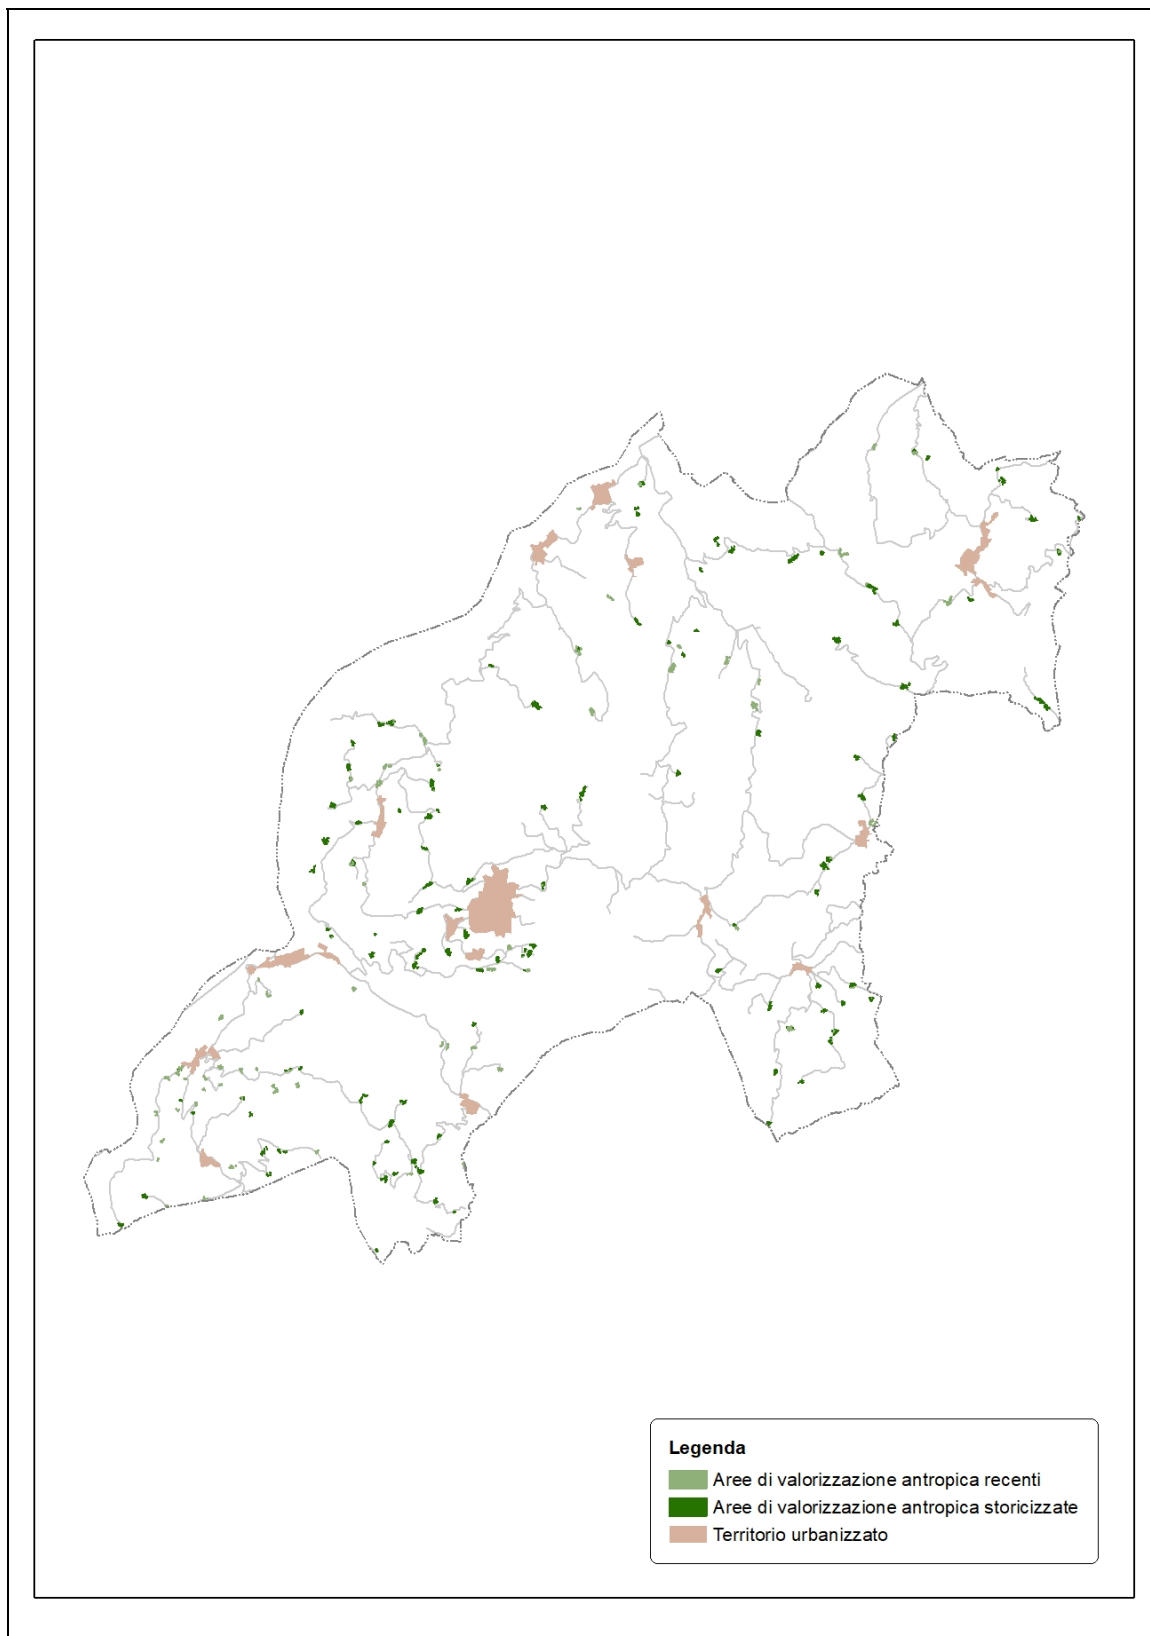 Legenda
Aree di valorizzazione antropica recenti
Aree di valorizzazione antropica storicizzate
Territorio urbanizzato